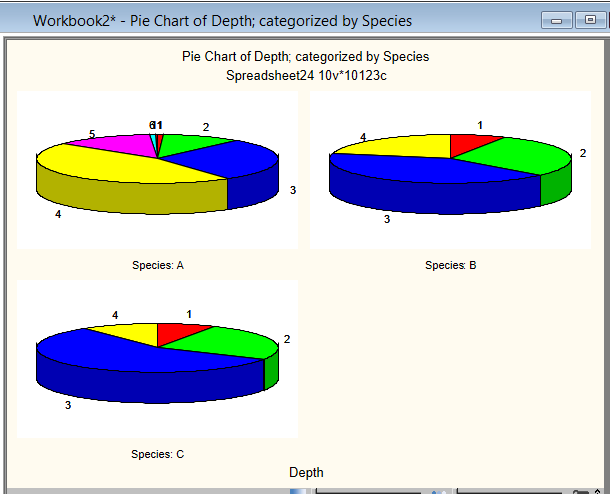 Workbook2* - Pie Chart of Depth; categorized by Species
Pie Chart of Depth; categorized by Species
Spreadsheet24 10v*10123c
5
6
2
3
4
Species: A
1
2
3
4
Species: B
1
2
3
4
Species: C
Depth